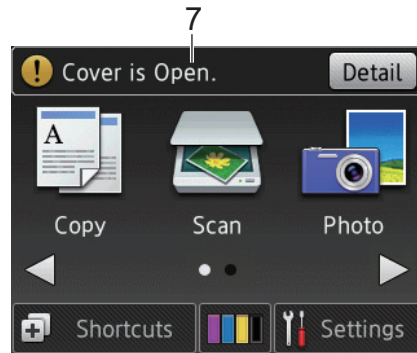 7
Cover is Open.
Detail
A
Copy
Scan
Photo
Shortcuts
Settings